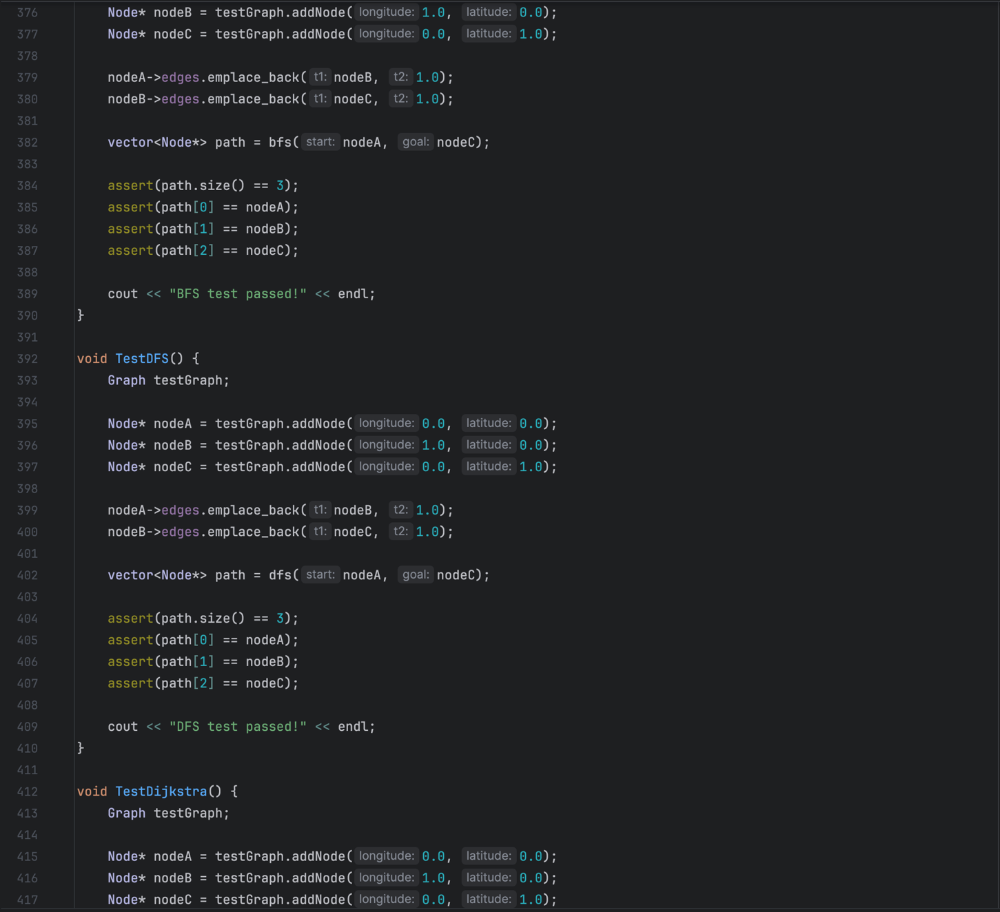 376 Node* nodeB = testGraph.addNode( longitude: 1.0, latitude: 0.0);
377 Node* nodeC = testGraph.addNode( longitude: 0.0, latitude: 1.0);
378
379 nodeA->edges.emplace_back( t1: nodeB, t2: 1.0);
380 nodeB->edges.emplace_back( t1: nodeC, t2: 1.0);
381
382 vector<Node*> path = bfs( start: nodeA, goal: nodeC);
383
384 assert(path.size() == 3);
385 assert(path[0] == nodeA);
386 assert(path[1] == nodeB);
387 assert(path[2] == nodeC);
388
389 cout << "BFS test passed!" << endl;
390 }
391
392 void TestDFS() {
393 Graph testGraph;
394
395 Node* nodeA = testGraph.addNode( longitude: 0.0, latitude: 0.0);
396 Node* nodeB = testGraph.addNode( longitude: 1.0, latitude: 0.0);
397 Node* nodeC = testGraph.addNode( longitude: 0.0, latitude: 1.0);
398
399 nodeA->edges.emplace_back( t1: nodeB, t2: 1.0);
400 nodeB->edges.emplace_back( t1: nodeC, t2: 1.0);
401
402 vector<Node*> path = dfs( start: nodeA, goal: nodeC);
403
404 assert(path.size() == 3);
405 assert(path[0] == nodeA);
406 assert(path[1] == nodeB);
407 assert(path[2] == nodeC);
408
409 cout << "DFS test passed!" << endl;
410 }
411
412 void TestDijkstra() {
413 Graph testGraph;
414
415 Node* nodeA = testGraph.addNode( longitude: 0.0, latitude: 0.0);
416 Node* nodeB = testGraph.addNode( longitude: 1.0, latitude: 0.0);
417 Node* nodeC = testGraph.addNode( longitude: 0.0, latitude: 1.0);